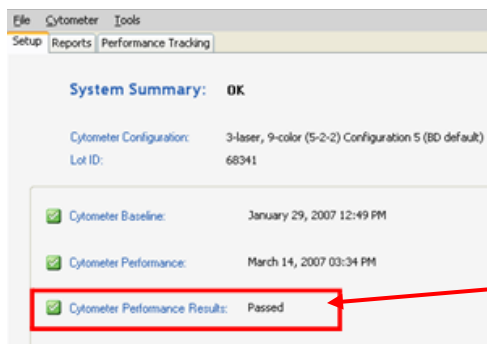 File Cytometer Tools
Setup Reports Performance Tracking
System Summary: OK
Cytometer Configuration: 3-laser, 9-color (5-2-2) Configuration 5 (BD default)
Lot ID: 68341
Cytometer Baseline: January 29, 2007 12:49 PM
Cytometer Performance: March 14, 2007 03:34 PM
Cytometer Performance Results: Passed